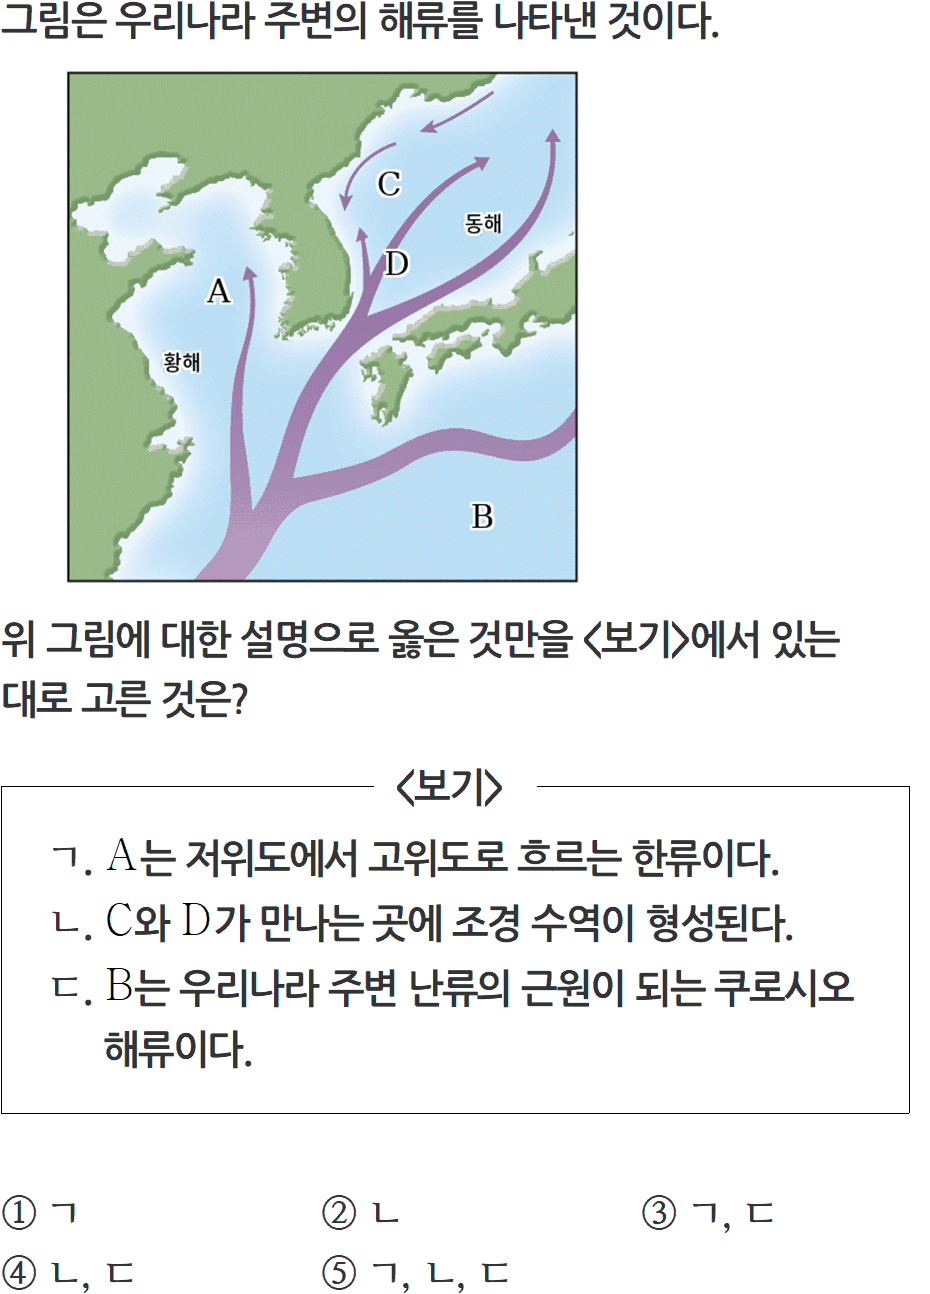 그림은 우리나라 주변의 해류를 나타낸 것이다.
C
동해
D
A
황해
B
위 그림에 대한 설명으로 옳은 것만을 <보기>에서 있는
대로 고른 것은?
<보기>
ㄱ. A는 저위도에서 고위도로 흐르는 한류이다.
ㄴ. C와 D가 만나는 곳에 조경 수역이 형성된다.
ㄷ. B는 우리나라 주변 난류의 근원이 되는 쿠로시오
해류이다.
① ㄱ ② ㄴ ③ ㄱ, ㄷ
④ ㄴ, ㄷ ⑤ ㄱ, ㄴ, ㄷ